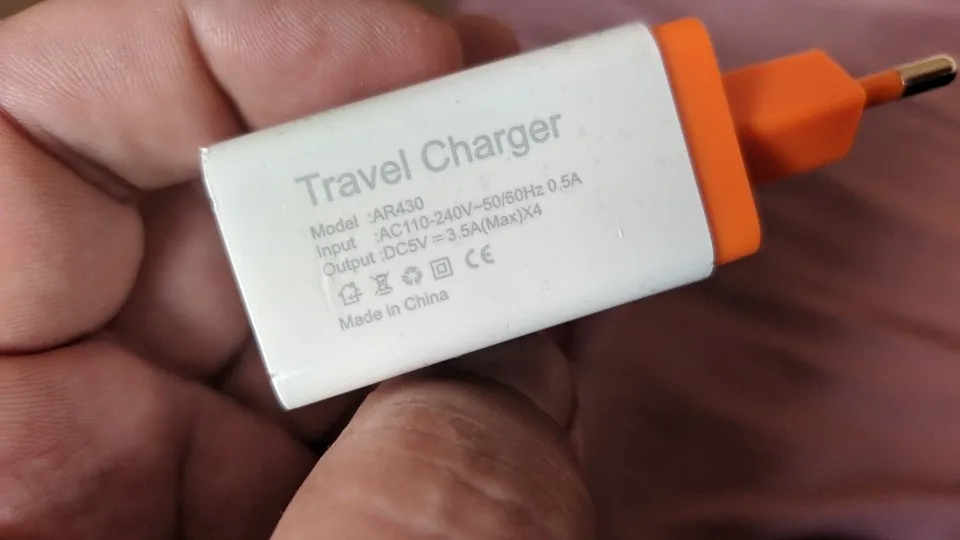 Travel Charger
Model :AR430
Input :AC110-240V~50/60Hz 0.5A
Output :DC5V = 3.5A(Max)X4
CE
Made in China